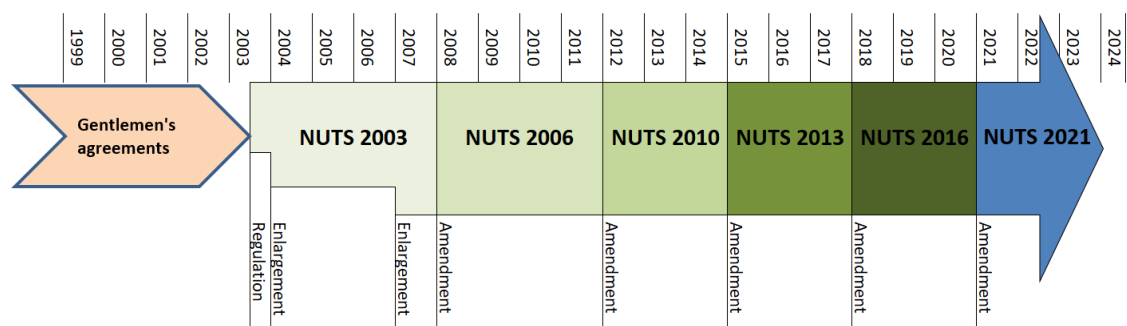 1999
2000
2001
2002
2003
2004
2005
2006
2007
2008
2009
2010
2011
2012
2013
2014
2015
2016
2017
2018
2019
2020
2021
2022
2023
2024
Gentlemen's
agreements
NUTS 2003
NUTS 2006
NUTS 2010
NUTS 2013
NUTS 2016
NUTS 2021
Regulation
Enlargement
Enlargement
Amendment
Amendment
Amendment
Amendment
Amendment